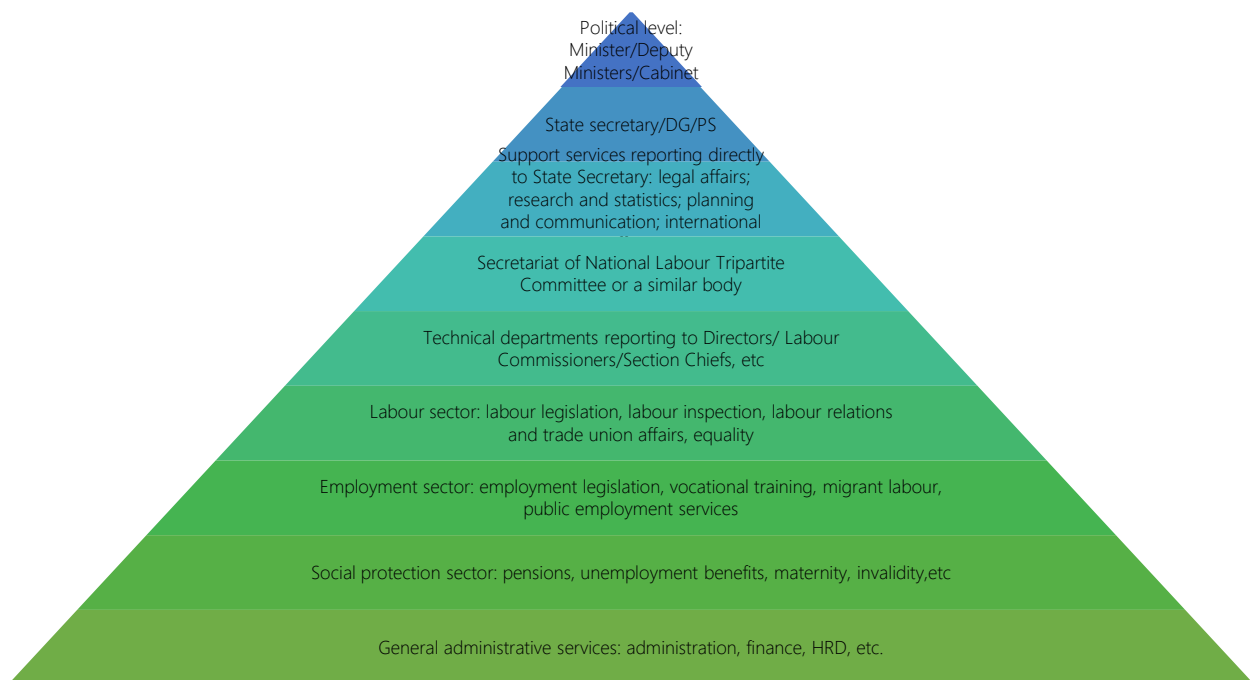 Political level:
Minister/Deputy
Ministers/Cabinet
State secretary/DG/PS
Support services reporting directly
to State Secretary: legal affairs;
research and statistics; planning
and communication; international
Secretariat of National Labour Tripartite
Committee or a similar body
Technical departments reporting to Directors/ Labour
Commissioners/Section Chiefs, etc
Labour sector: labour legislation, labour inspection, labour relations
and trade union affairs, equality
Employment sector: employment legislation, vocational training, migrant labour,
public employment services
Social protection sector: pensions, unemployment benefits, maternity, invalidity,etc
General administrative services: administration, finance, HRD, etc.